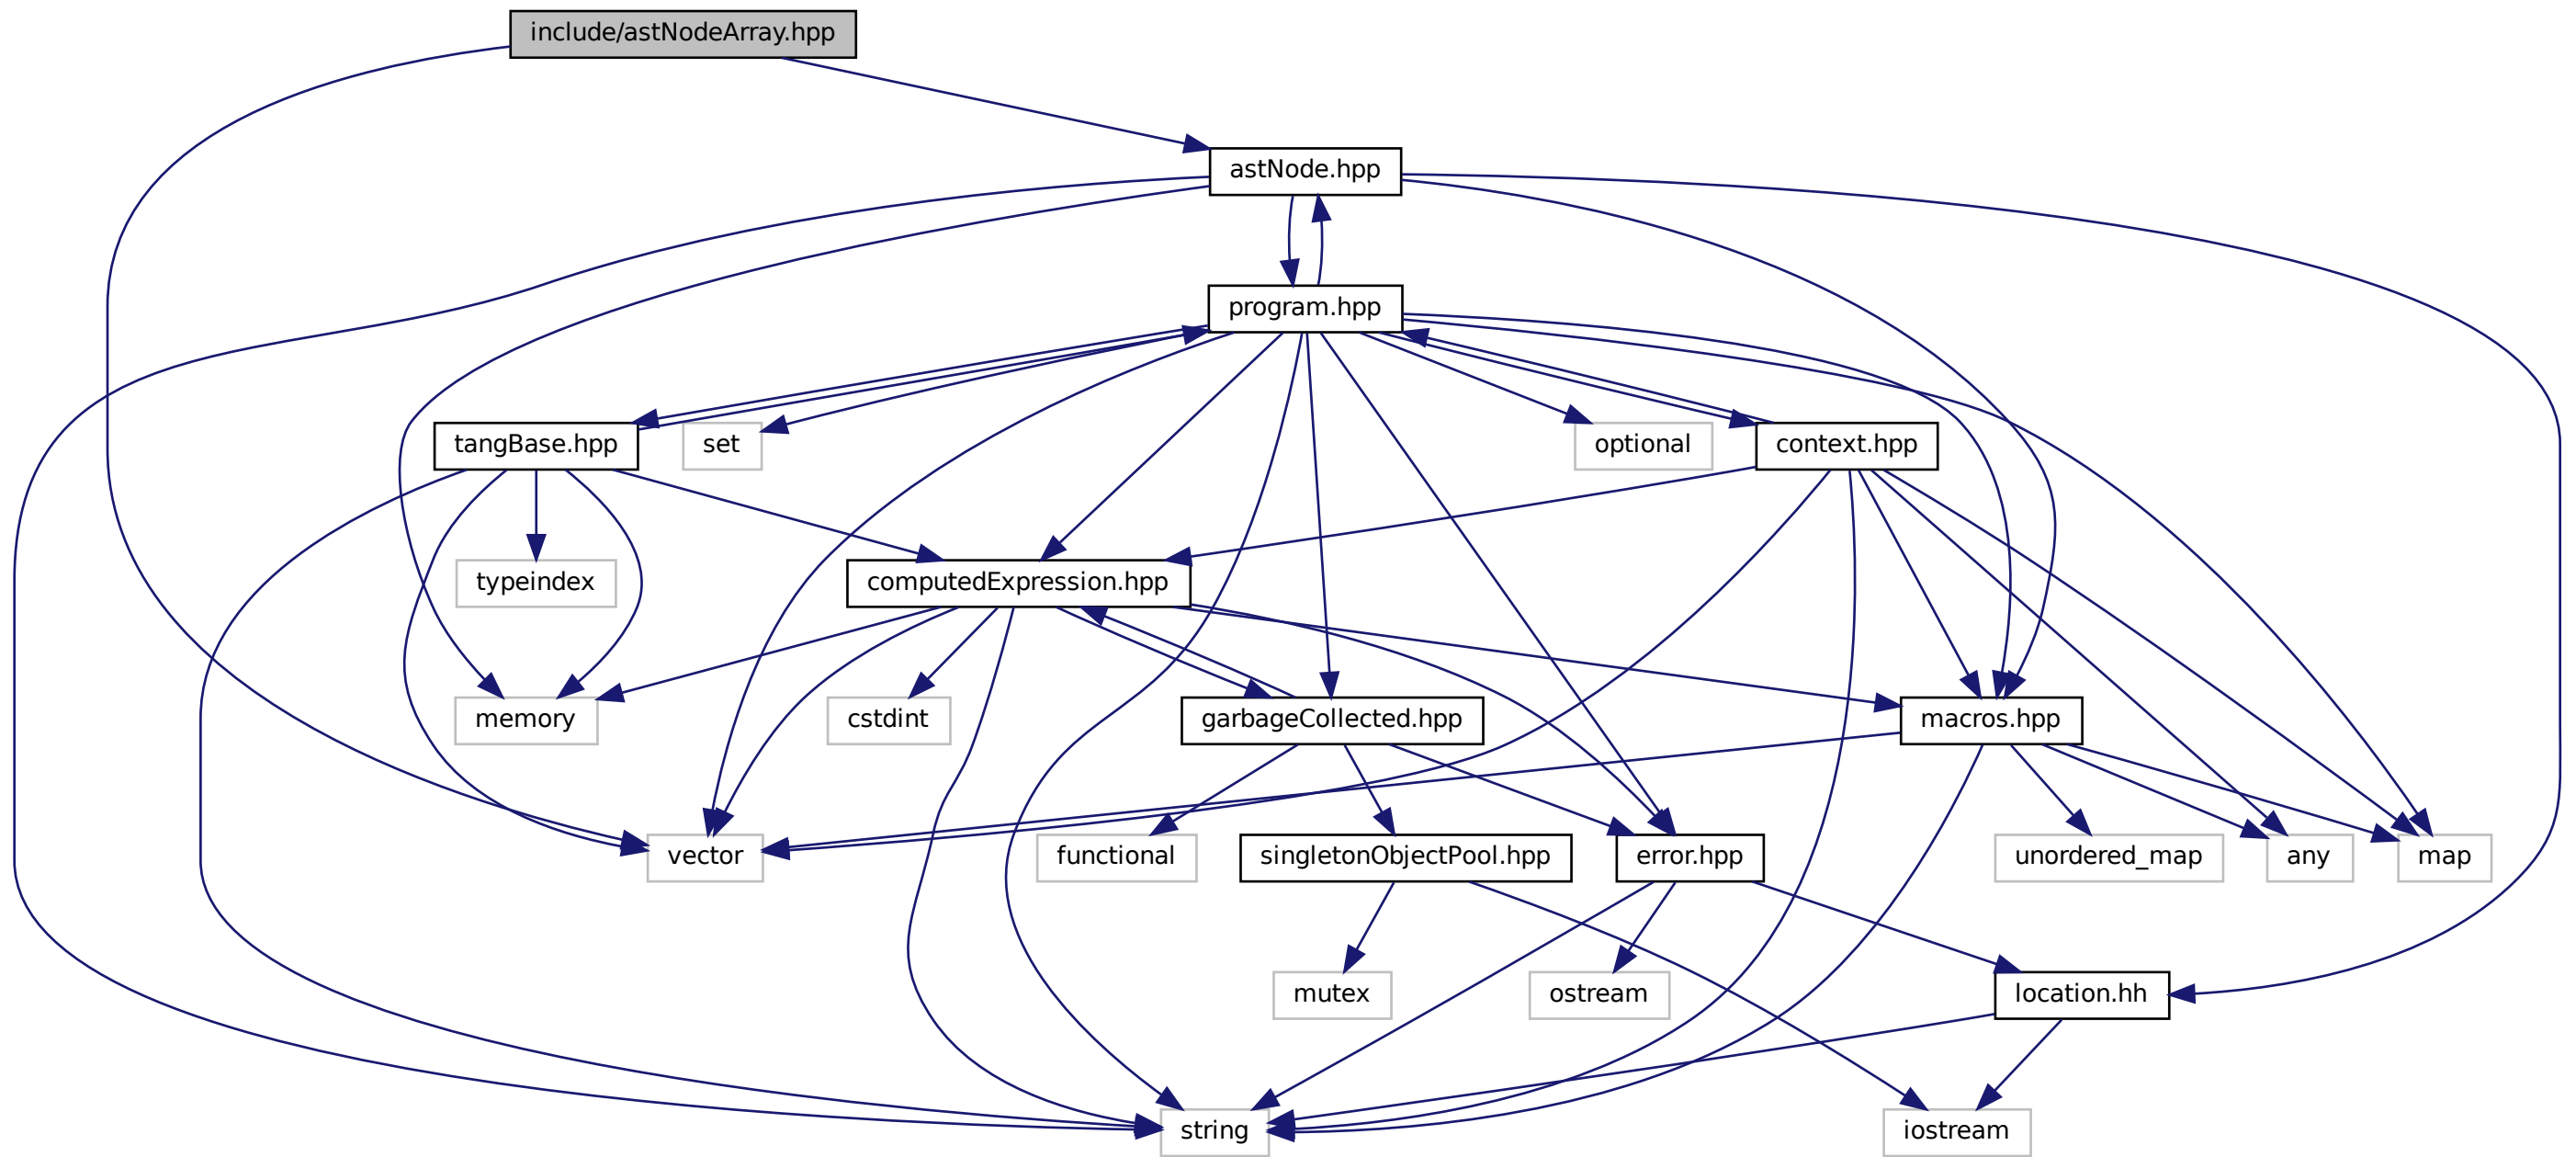 include/astNodeArray.hpp
astNode.hpp
program.hpp
tangBase.hpp
set
optional
context.hpp
typeindex
computedExpression.hpp
memory
cstdint
garbageCollected.hpp
macros.hpp
vector
functional
singletonObjectPool.hpp
error.hpp
unordered_map
any
map
mutex
ostream
location.hh
string
iostream